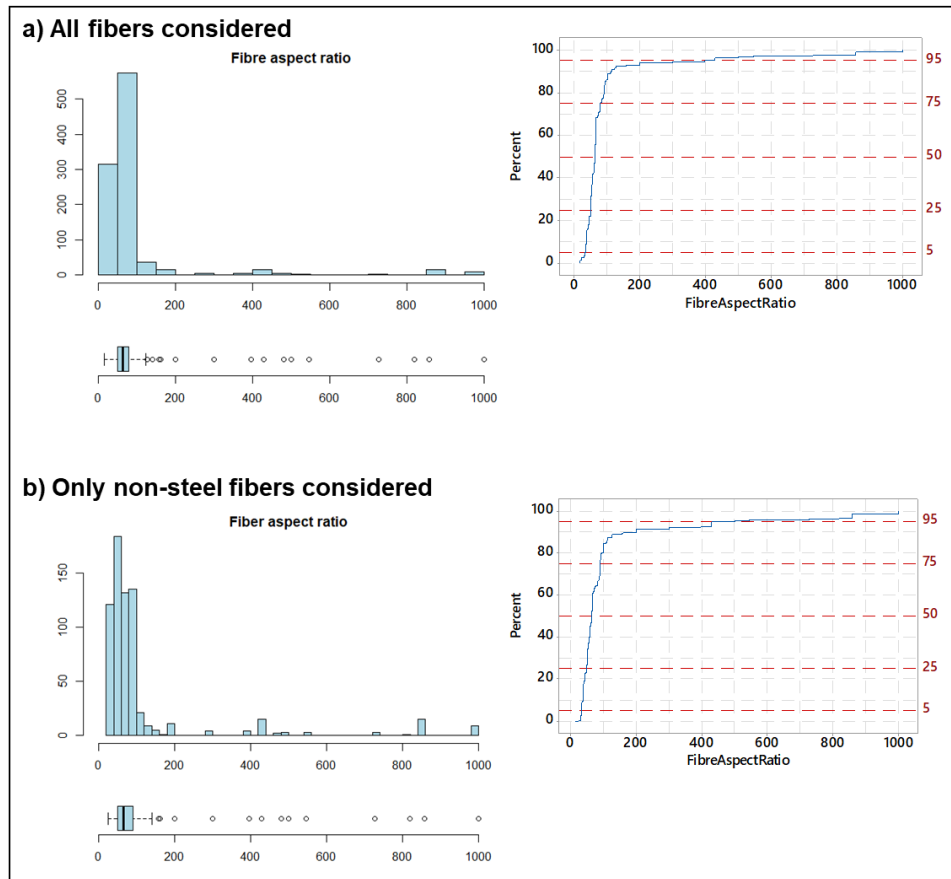 a) All fibers considered
Fibre aspect ratio
0 100 200 300 400 500
0 200 400 600 800 1000
0 200 400 600 800 1000
100
80
60
40
20
0
Percent
95
75
50
25
5
0 200 400 600 800 1000
FibreAspectRatio
b) Only non-steel fibers considered
Fiber aspect ratio
0 50 100 150
0 200 400 600 800 1000
0 200 400 600 800 1000
100
80
60
40
20
0
Percent
95
75
50
25
5
0 200 400 600 800 1000
FibreAspectRatio